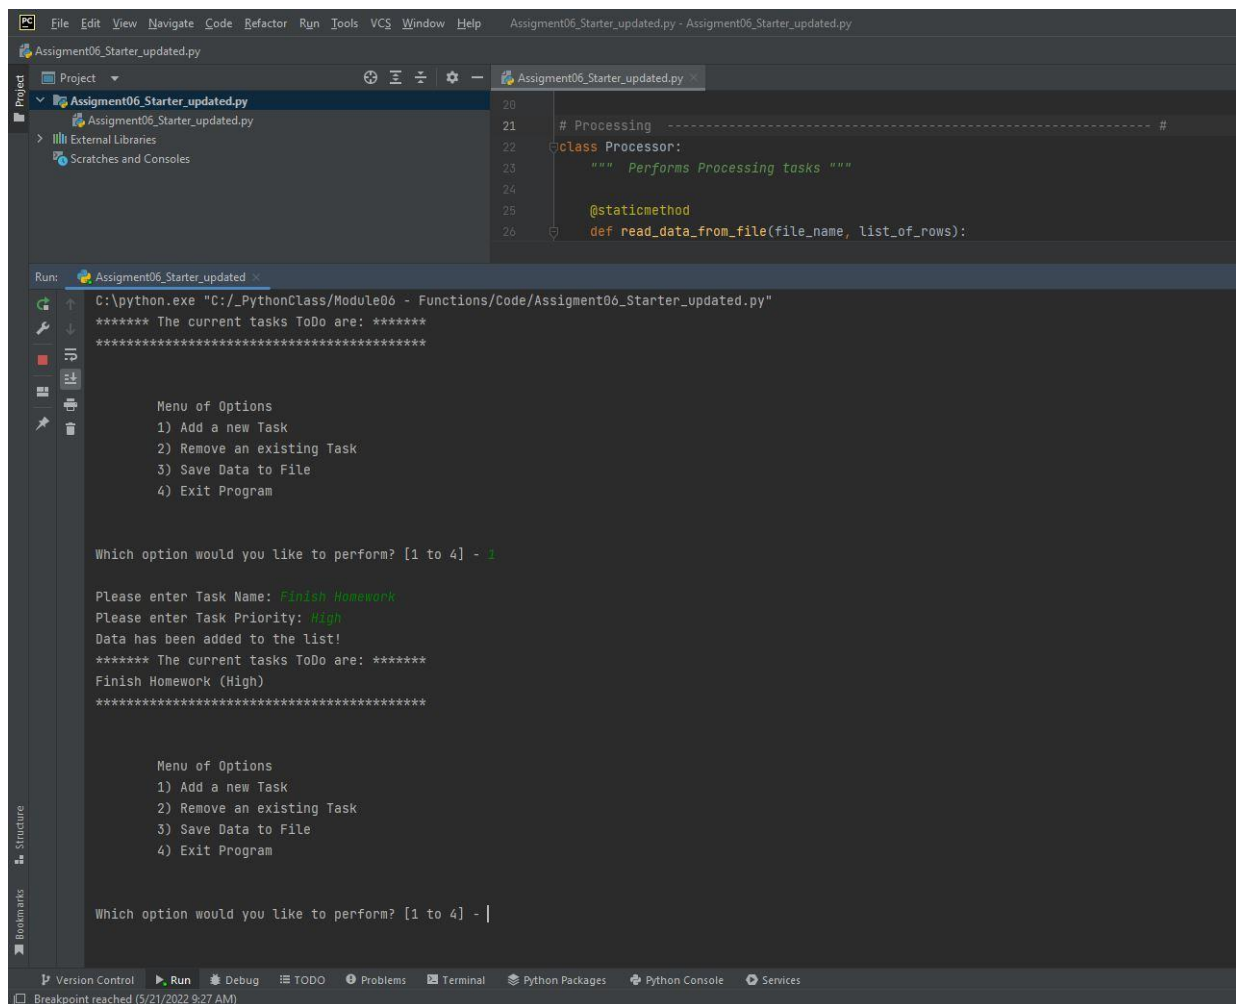 PC File Edit View Navigate Code Refactor Run Tools VCS Window Help Assigment06_Starter_updated.py - Assigment06_Starter_updated.py
Assigment06_Starter_updated.py
Project
Project
Assigment06_Starter_updated.py
Assigment06_Starter_updated.py
External Libraries
Scratches and Consoles
Assigment06_Starter_updated.py
20
21 # Processing --------------------------------------------------------------- #
22 class Processor:
23 """ Performs Processing tasks """
24
25 @staticmethod
26 def read_data_from_file(file_name, list_of_rows):
Run: Assigment06_Starter_updated
C:\python.exe "C:/_PythonClass/Module06 - Functions/Code/Assigment06_Starter_updated.py"
******* The current tasks ToDo are: *******
*******************************************
Menu of Options
1) Add a new Task
2) Remove an existing Task
3) Save Data to File
4) Exit Program
Which option would you like to perform? [1 to 4] - 1
Please enter Task Name: Finish Homework
Please enter Task Priority: High
Data has been added to the list!
******* The current tasks ToDo are: *******
Finish Homework (High)
*******************************************
Menu of Options
1) Add a new Task
2) Remove an existing Task
3) Save Data to File
4) Exit Program
Which option would you like to perform? [1 to 4] -
Structure
Bookmarks
Version Control Run Debug TODO Problems Terminal Python Packages Python Console Services
Breakpoint reached (5/21/2022 9:27 AM)